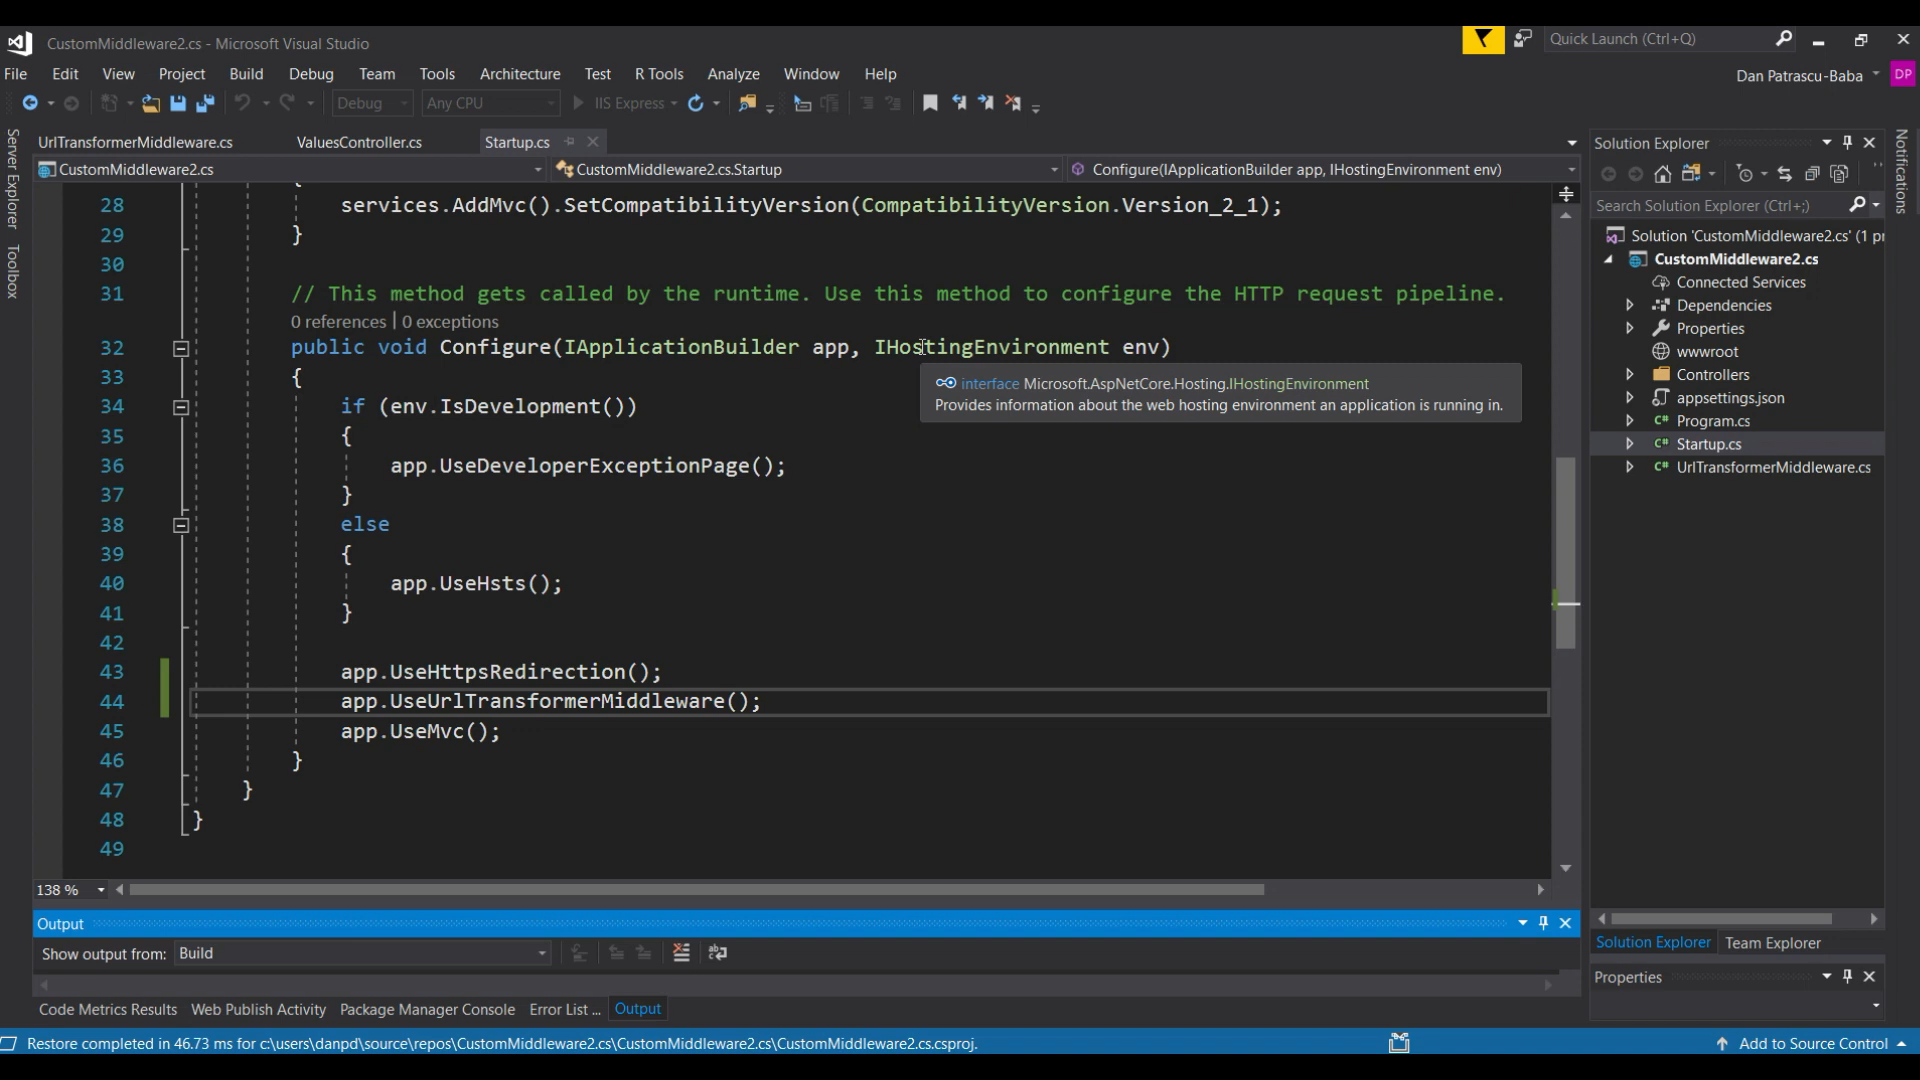 CustomMiddleware2.cs - Microsoft Visual Studio
Quick Launch (Ctrl+Q)
File Edit View Project Build Debug Team Tools Architecture Test R Tools Analyze Window Help
Dan Patrascu-Baba DP
Debug Any CPU IIS Express
Server Explorer
Toolbox
UrlTransformerMiddleware.cs ValuesController.cs Startup.cs
CustomMiddleware2.cs CustomMiddleware2.cs.Startup Configure(IApplicationBuilder app, IHostingEnvironment env)
28 services.AddMvc().SetCompatibilityVersion(CompatibilityVersion.Version_2_1);
29 }
30
31 // This method gets called by the runtime. Use this method to configure the HTTP request pipeline.
0 references | 0 exceptions
32 public void Configure(IApplicationBuilder app, IHostingEnvironment env)
33 {
interface Microsoft.AspNetCore.Hosting.IHostingEnvironment
Provides information about the web hosting environment an application is running in.
34 if (env.IsDevelopment())
35 {
36 app.UseDeveloperExceptionPage();
37 }
38 else
39 {
40 app.UseHsts();
41 }
42
43 app.UseHttpsRedirection();
44 app.UseUrlTransformerMiddleware();
45 app.UseMvc();
46 }
47 }
48 }
49
138 %
Output
Show output from: Build
Code Metrics Results Web Publish Activity Package Manager Console Error List ... Output
Restore completed in 46.73 ms for c:\users\danpd\source\repos\CustomMiddleware2.cs\CustomMiddleware2.cs\CustomMiddleware2.cs.csproj.
Add to Source Control
Solution Explorer
Search Solution Explorer (Ctrl+;)
Solution 'CustomMiddleware2.cs' (1 pr
CustomMiddleware2.cs
Connected Services
Dependencies
Properties
wwwroot
Controllers
appsettings.json
C# Program.cs
C# Startup.cs
C# UrlTransformerMiddleware.cs
Solution Explorer Team Explorer
Properties
Notifications